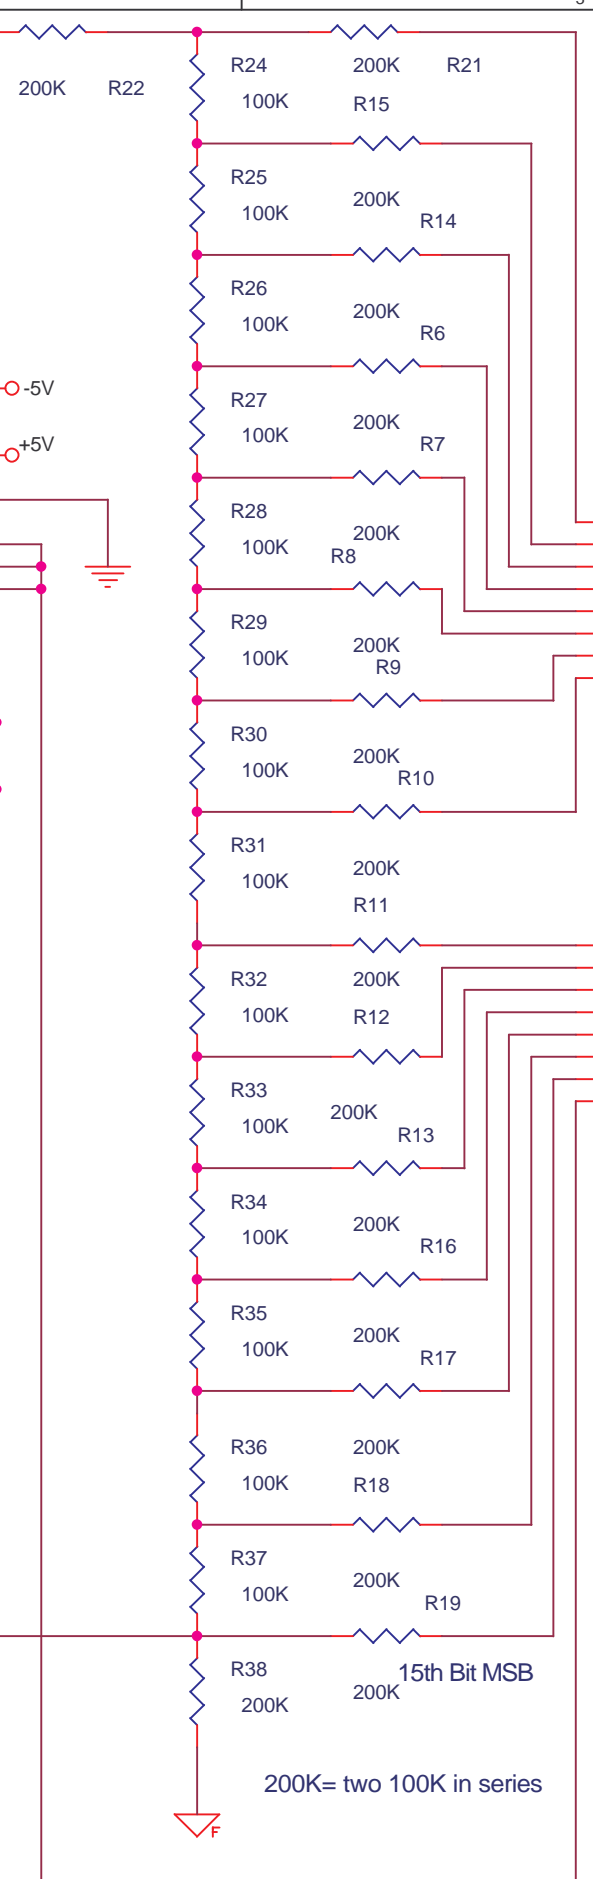 R24 200K R21
200K R22
100K R15
R25
200K
100K
R14
R26
200K
100K
R6
R27
-5V
200K
100K
R7
+5V
R28
200K
100K
R8
R29
200K
100K
R9
R30
200K
100K
R10
R31
200K
100K
R11
R32 200K
100K R12
R33
200K
100K
R13
R34
200K
100K
R16
R35
200K
100K
R17
R36 200K
100K R18
R37
200K
100K
R19
R38 15th Bit MSB
200K
200K
200K= two 100K in series
F